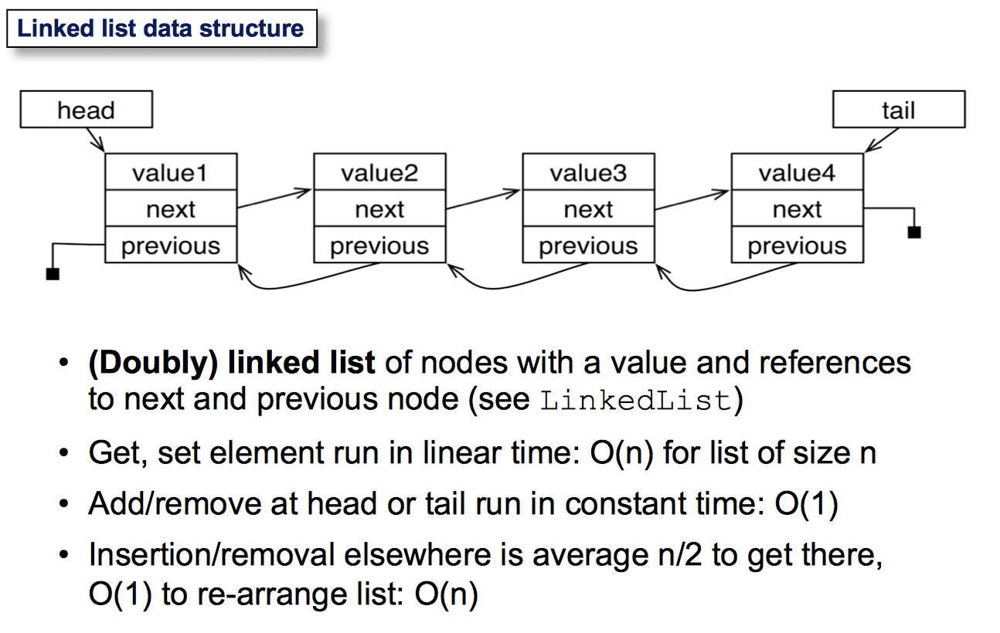 Linked list data structure
head
tail
value1
value2
value3
value4
next
next
next
next
previous
previous
previous
previous
• (Doubly) linked list of nodes with a value and references
to next and previous node (see LinkedList)
• Get, set element run in linear time: O(n) for list of size n
• Add/remove at head or tail run in constant time: O(1)
• Insertion/removal elsewhere is average n/2 to get there,
O(1) to re-arrange list: O(n)